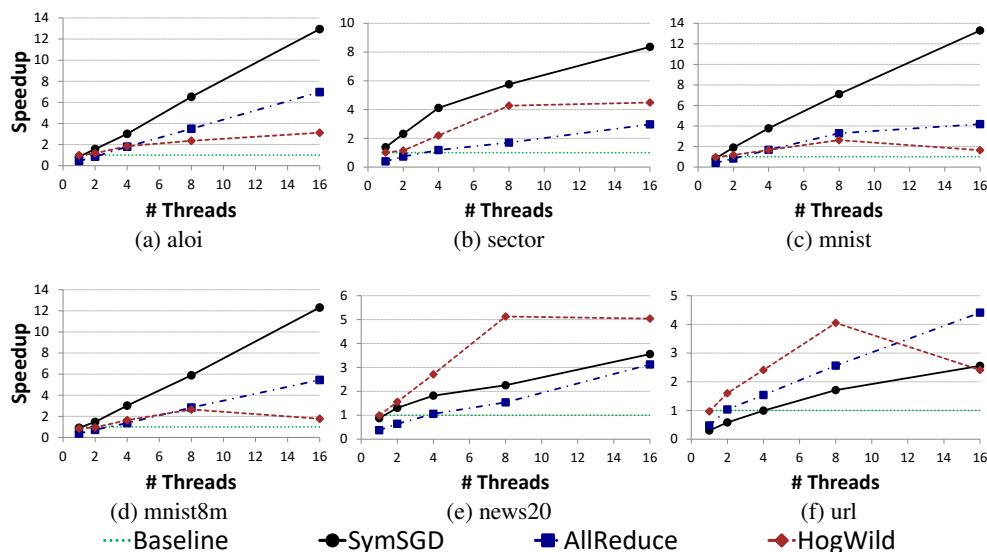 14
12
10
8
6
4
2
0
Speedup
0 2 4 6 8 10 12 14 16
# Threads
(a) aloi
10
8
6
4
2
0
0 2 4 6 8 10 12 14 16
# Threads
(b) sector
14
12
10
8
6
4
2
0
0 2 4 6 8 10 12 14 16
# Threads
(c) mnist
14
12
10
8
6
4
2
0
Speedup
0 2 4 6 8 10 12 14 16
# Threads
(d) mnist8m
6
5
4
3
2
1
0
0 2 4 6 8 10 12 14 16
# Threads
(e) news20
5
4
3
2
1
0
0 2 4 6 8 10 12 14 16
# Threads
(f) url
Baseline SymSGD AllReduce HogWild